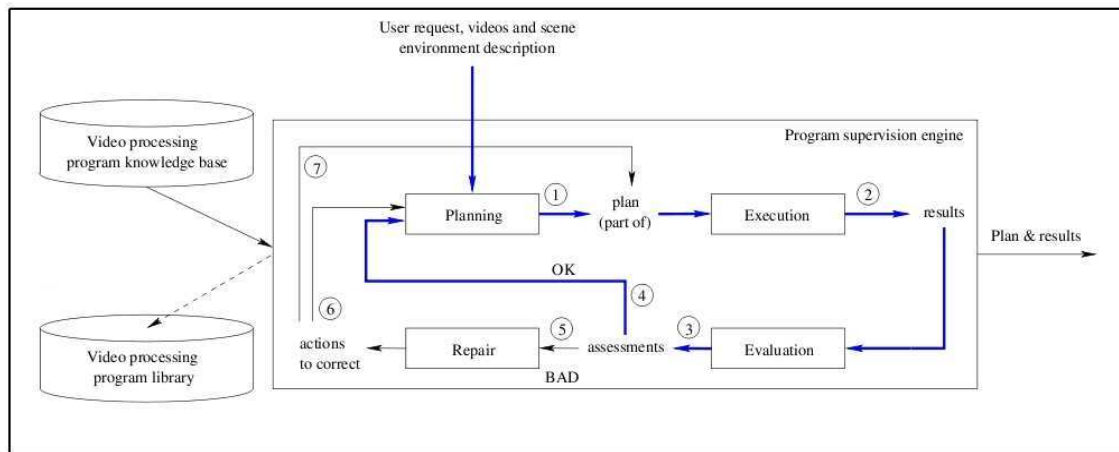 User request, videos and scene
environment description
Video processing
program knowledge base
Program supervision engine
7
Planning
1
plan
(part of)
Execution
2
results
Plan & results
OK
4
6
actions
to correct
Repair
5
assessments
3
Evaluation
BAD
Video processing
program library